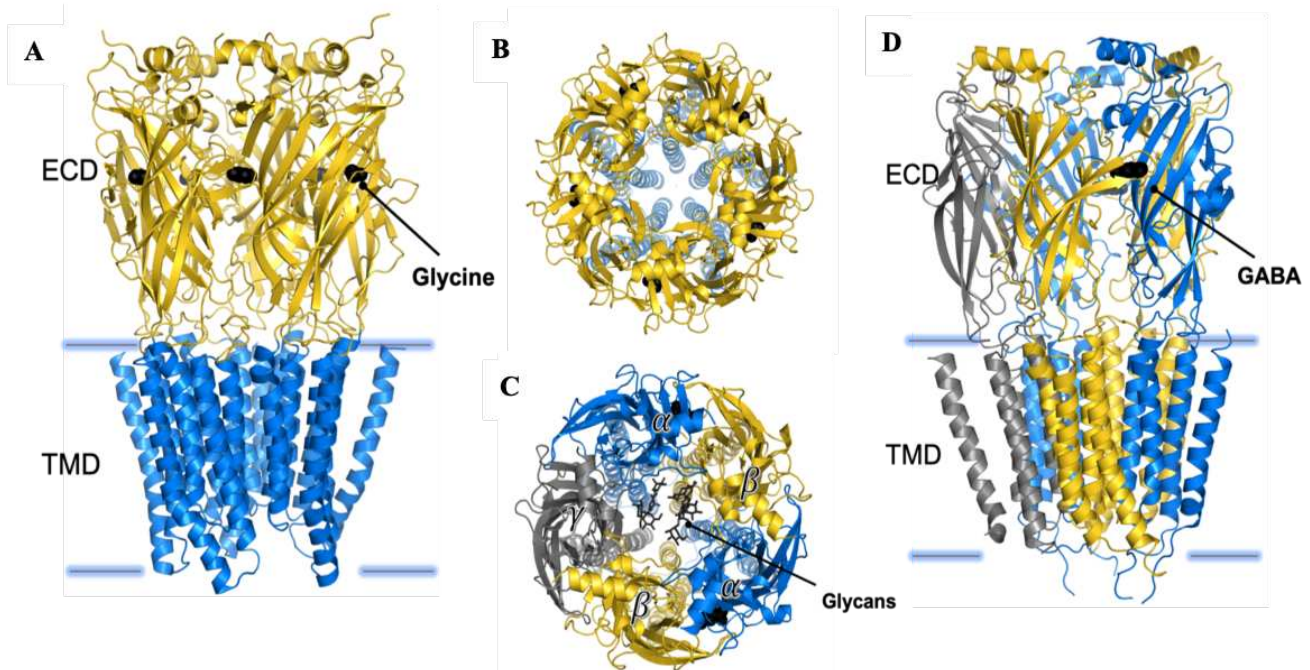 A
ECD
Glycine
TMD
B
C
α
β
γ
β
α
Glycans
D
ECD
GABA
TMD